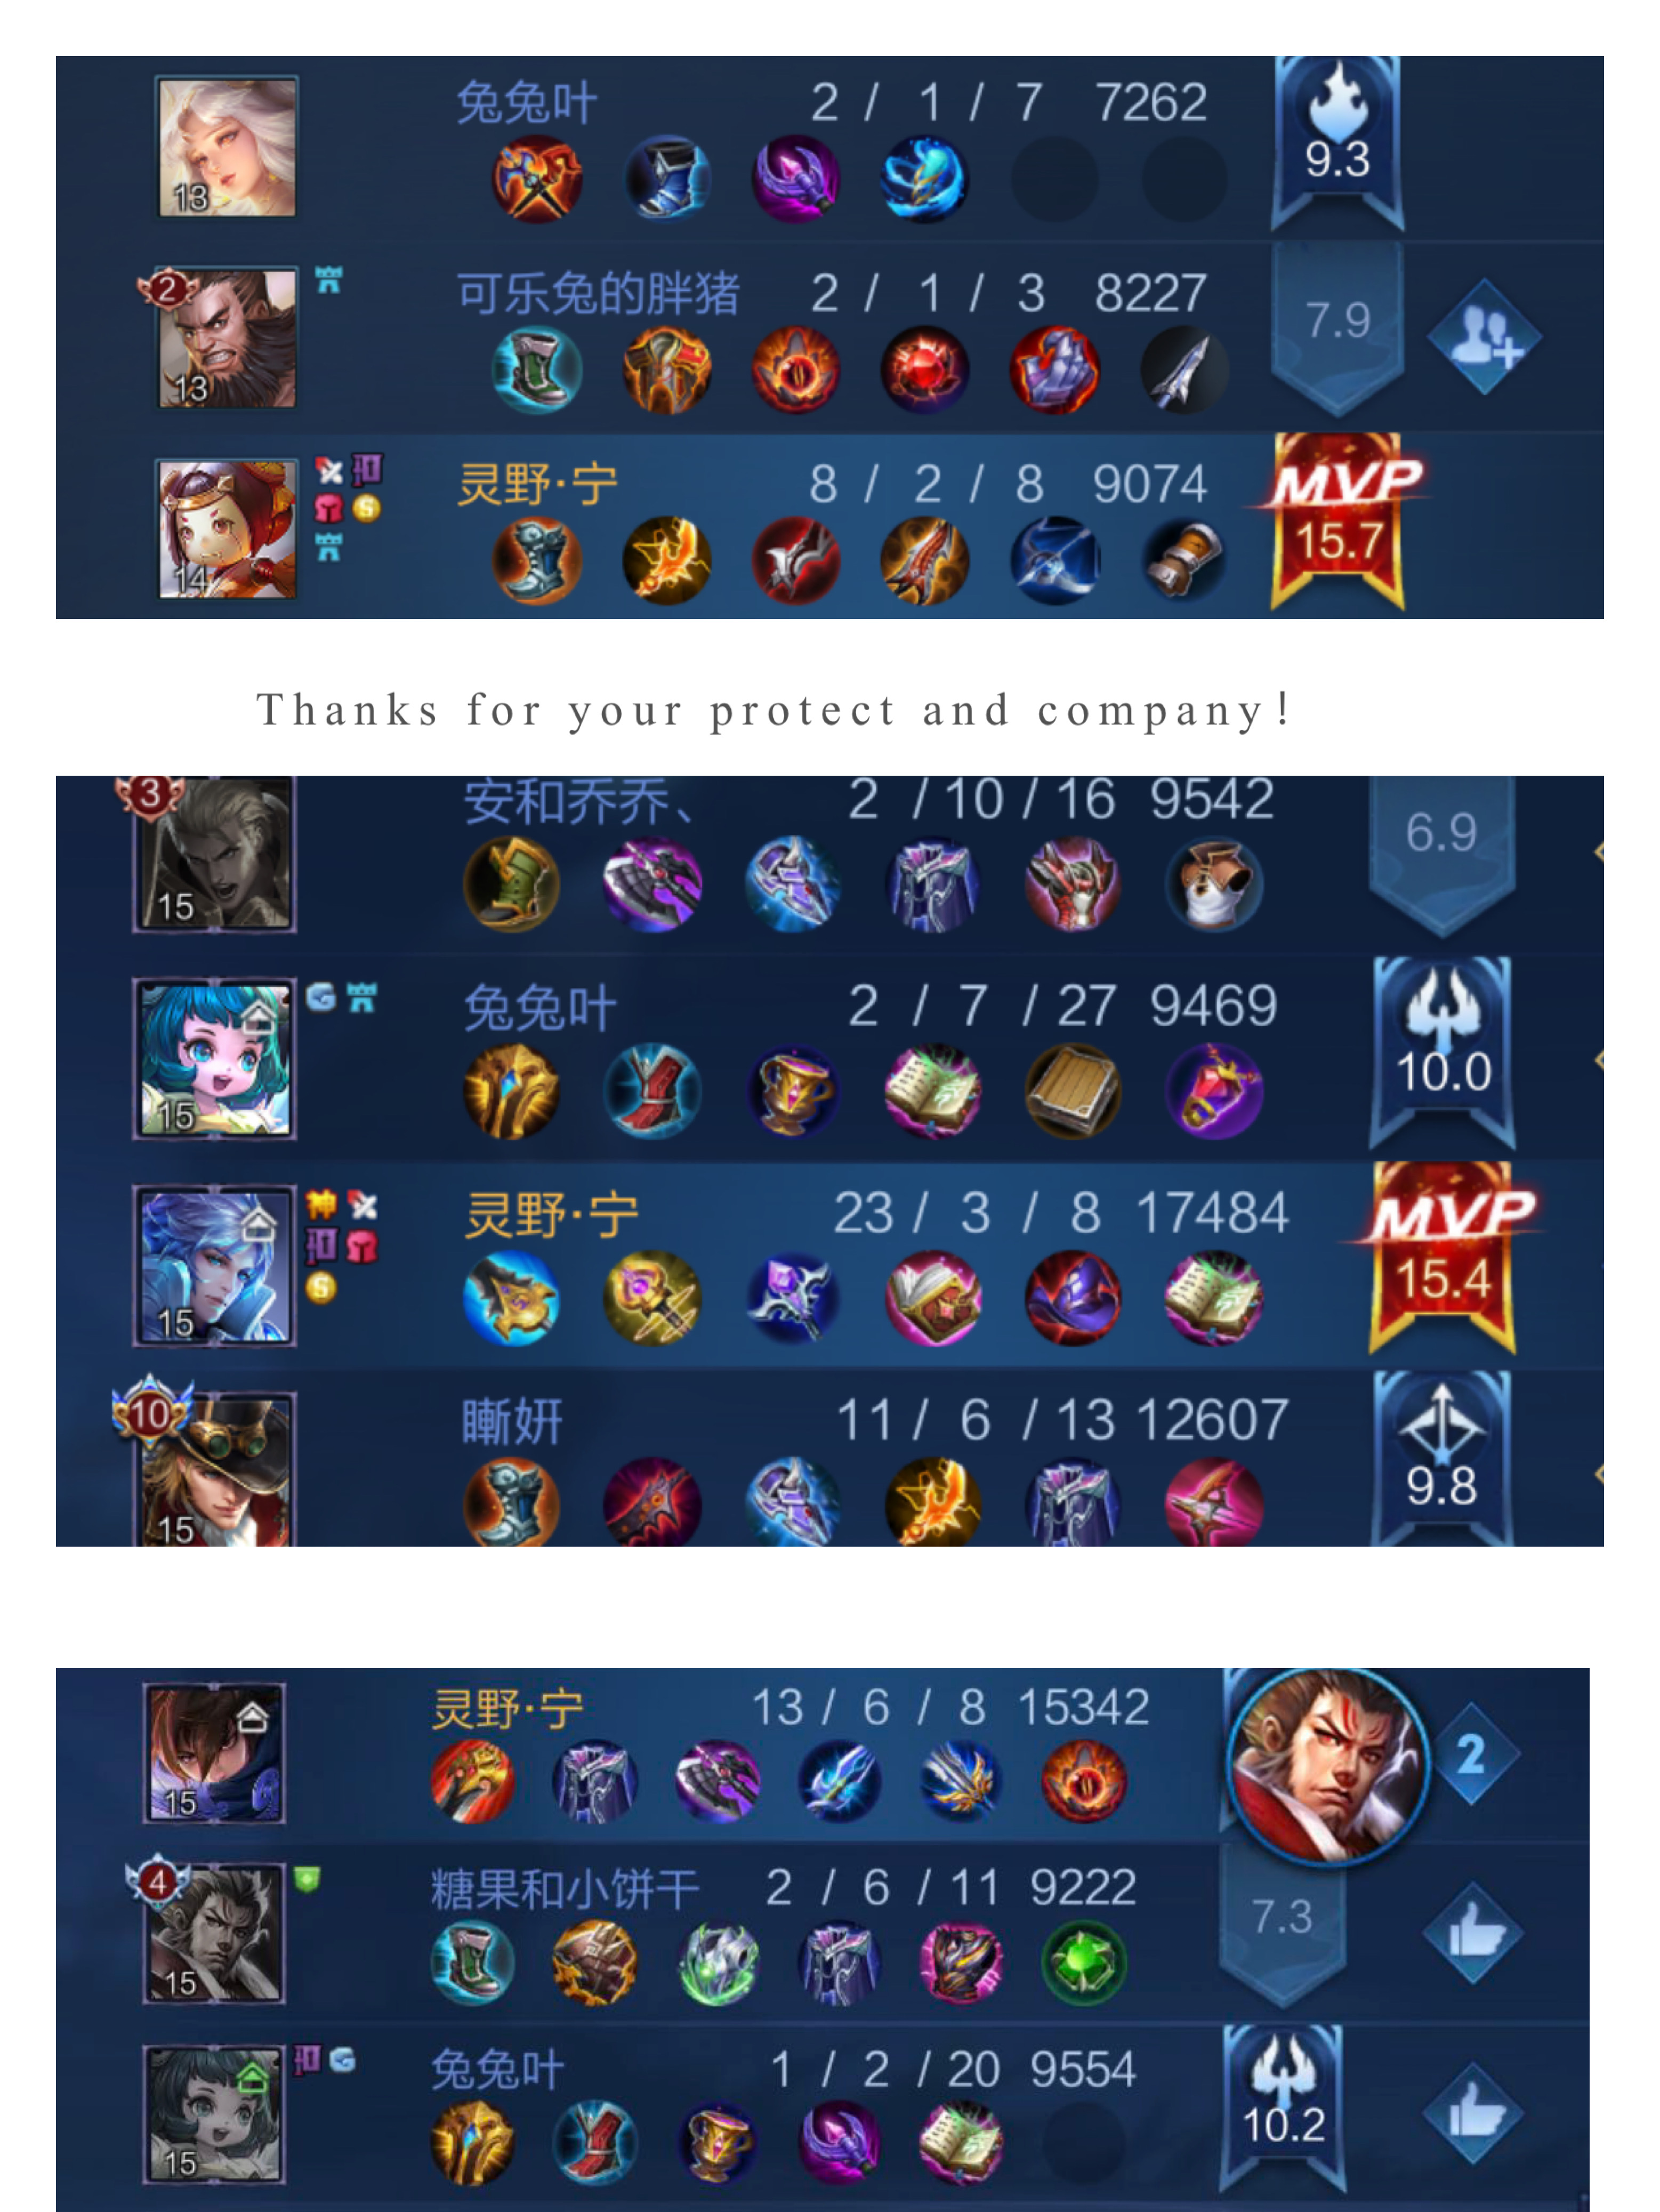 兔兔叶 2 / 1 / 7 7262
9.3
13
2
可乐兔的胖猪 2 / 1 / 3 8227
7.9
13
灵野·宁 8 / 2 / 8 9074
MVP
15.7
14
Thanks for your protect and company!
3
安和乔乔、 2 / 10 / 16 9542
6.9
15
兔兔叶 2 / 7 / 27 9469
10.0
15
神
灵野·宁 23 / 3 / 8 17484
MVP
15.4
15
10
瞓妍 11 / 6 / 13 12607
9.8
15
灵野·宁 13 / 6 / 8 15342
2
15
4
糖果和小饼干 2 / 6 / 11 9222
7.3
15
兔兔叶 1 / 2 / 20 9554
10.2
15